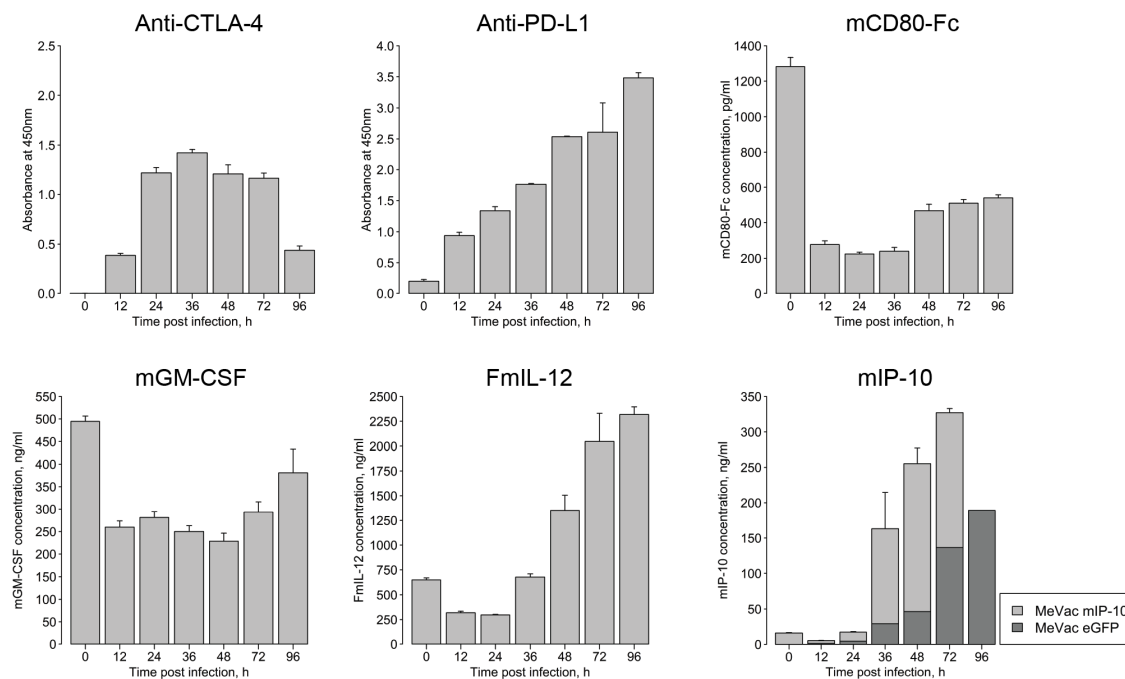 Anti-CTLA-4
Absorbance at 450nm
2.5
2.0
1.5
1.0
0.5
0.0
0 12 24 36 48 72 96
Time post infection, h
Anti-PD-L1
Absorbance at 450nm
4.0
3.5
3.0
2.5
2.0
1.5
1.0
0.5
0.0
0 12 24 36 48 72 96
Time post infection, h
mCD80-Fc
mCD80-Fc concentration, pg/ml
1400
1200
1000
800
600
400
200
0
0 12 24 36 48 72 96
Time post infection, h
mGM-CSF
mGM-CSF concentration, ng/ml
550
500
450
400
350
300
250
200
150
100
50
0
0 12 24 36 48 72 96
Time post infection, h
FmIL-12
FmIL-12 concentration, ng/ml
2500
2250
2000
1750
1500
1250
1000
750
500
250
0
0 12 24 36 48 72 96
Time post infection, h
mIP-10
mIP-10 concentration, ng/ml
350
300
250
200
150
100
50
0
0 12 24 36 48 72 96
Time post infection, h
MeVac mIP-10
MeVac eGFP